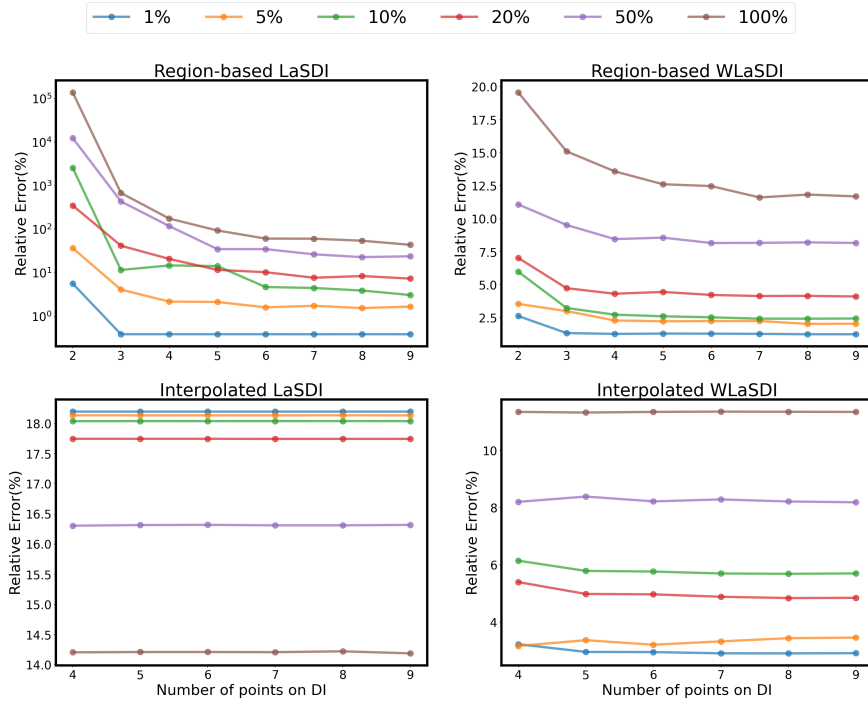 1% 5% 10% 20% 50% 100%
Region-based LaSDI
Relative Error(%)
10^5
10^4
10^3
10^2
10^1
10^0
2 3 4 5 6 7 8 9
Region-based WLaSDI
Relative Error(%)
20.0
17.5
15.0
12.5
10.0
7.5
5.0
2.5
2 3 4 5 6 7 8 9
Interpolated LaSDI
Relative Error(%)
18.0
17.5
17.0
16.5
16.0
15.5
15.0
14.5
14.0
4 5 6 7 8 9
Number of points on DI
Interpolated WLaSDI
Relative Error(%)
10
8
6
4
4 5 6 7 8 9
Number of points on DI